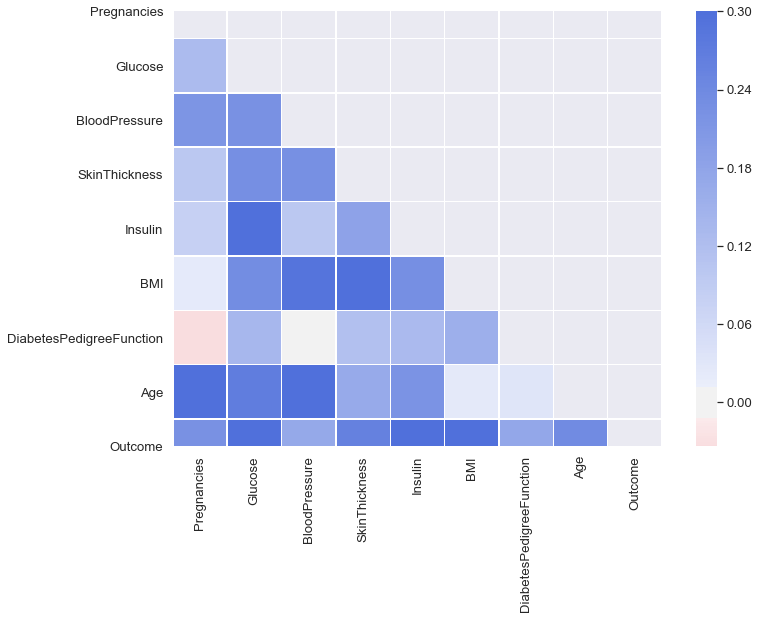 Pregnancies
Glucose
BloodPressure
SkinThickness
Insulin
BMI
DiabetesPedigreeFunction
Age
Outcome
Pregnancies
Glucose
BloodPressure
SkinThickness
Insulin
BMI
DiabetesPedigreeFunction
Age
Outcome
0.30
0.24
0.18
0.12
0.06
0.00